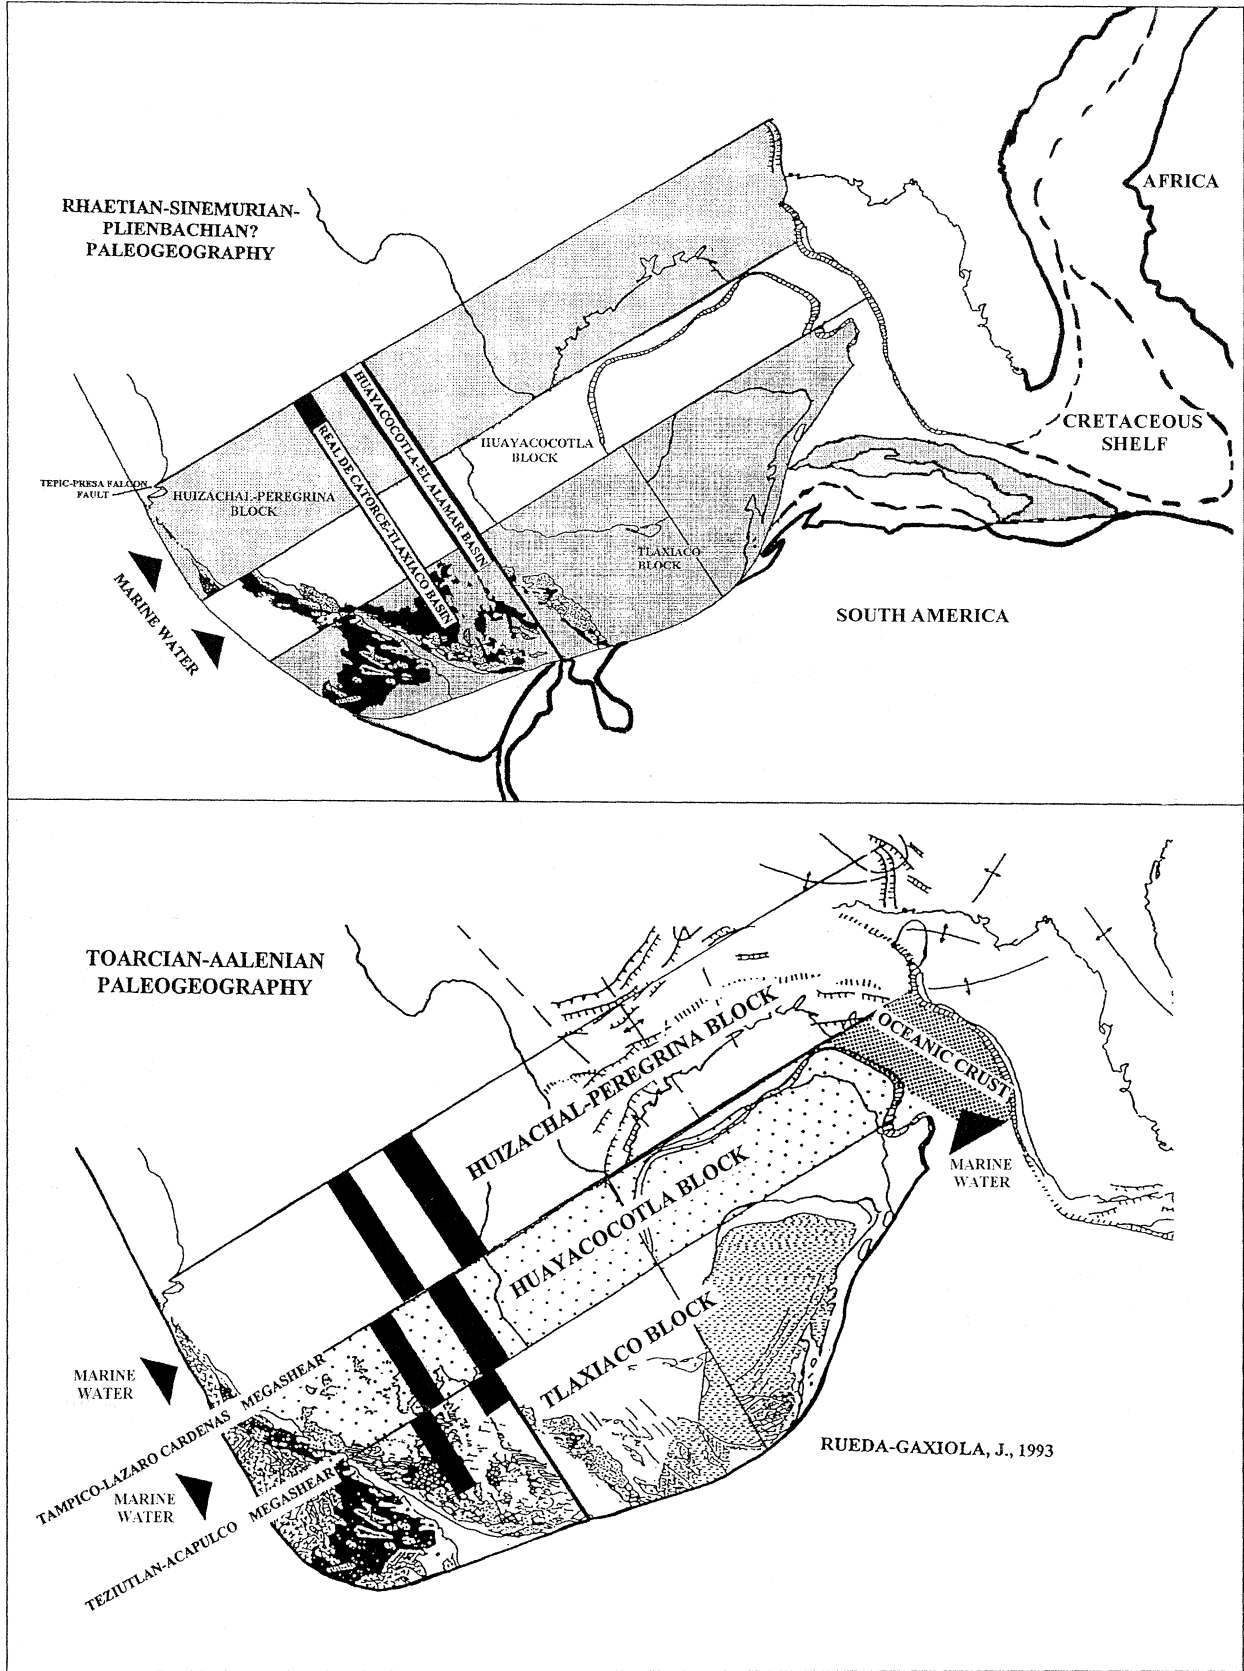 RHAETIAN-SINEMURIAN-
PLIENBACHIAN?
PALEOGEOGRAPHY
AFRICA
CRETACEOUS
SHELF
HUAYACOCOTLA-EL ALAMAR BASIN
REAL DE CATORCE-TLAXIACO BASIN
HUAYACOCOTLA
BLOCK
TEPIC-PRESA FALCON
FAULT
HUIZACHAL-PEREGRINA
BLOCK
TLAXIACO
BLOCK
MARINE WATER
SOUTH AMERICA
TOARCIAN-AALENIAN
PALEOGEOGRAPHY
HUIZACHAL-PEREGRINA BLOCK
OCEANIC CRUST
MARINE
WATER
HUAYACOCOTLA BLOCK
TLAXIACO BLOCK
MARINE
WATER
TAMPICO-LAZARO CARDENAS MEGASHEAR
MARINE
WATER
TEZIUTLAN-ACAPULCO MEGASHEAR
RUEDA-GAXIOLA, J., 1993